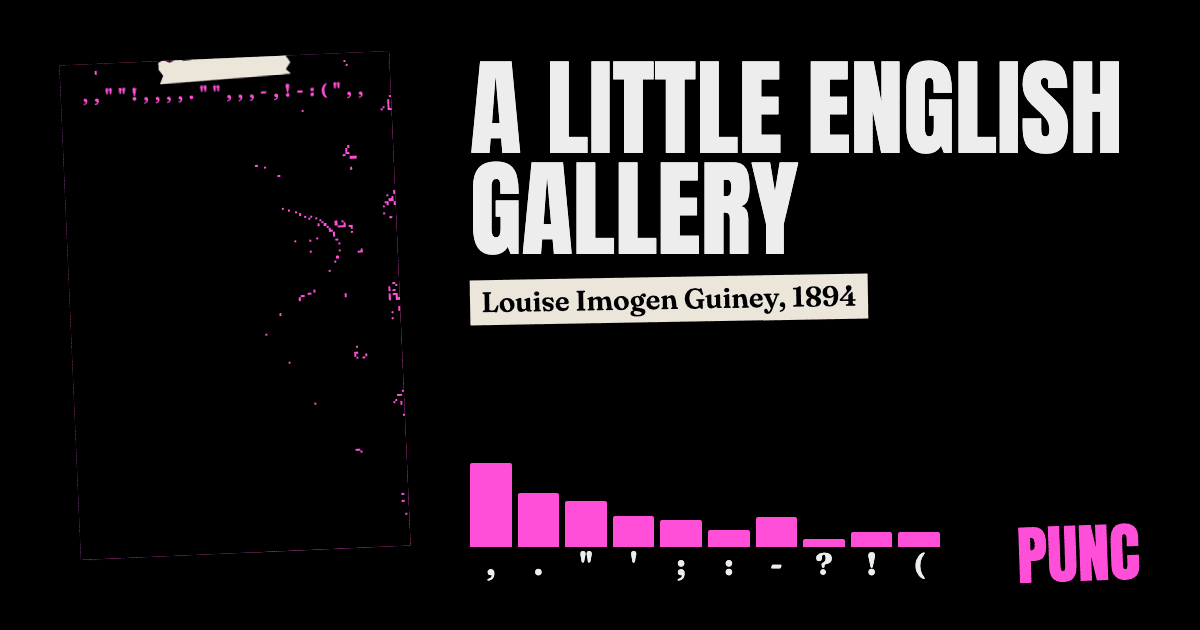 ,,""!,,,,.."",,,-,!-:(",,
A LITTLE ENGLISH
GALLERY
Louise Imogen Guiney, 1894
, . " ' ; : - ? ! (
PUNC